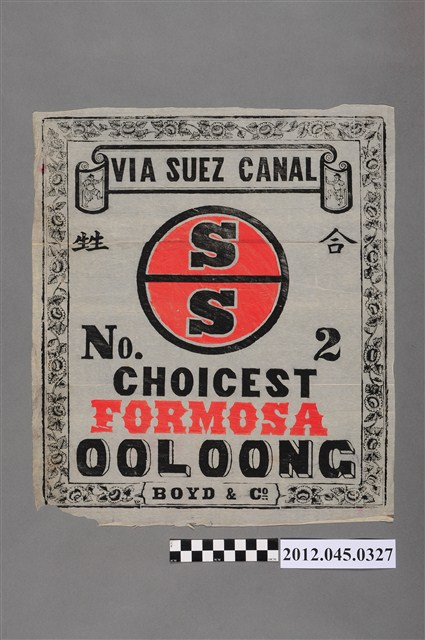 VIA SUEZ CANAL
S
S
甡 合
No. 2
CHOICEST
FORMOSA
OOLOONG
BOYD & Co
2012.045.0327